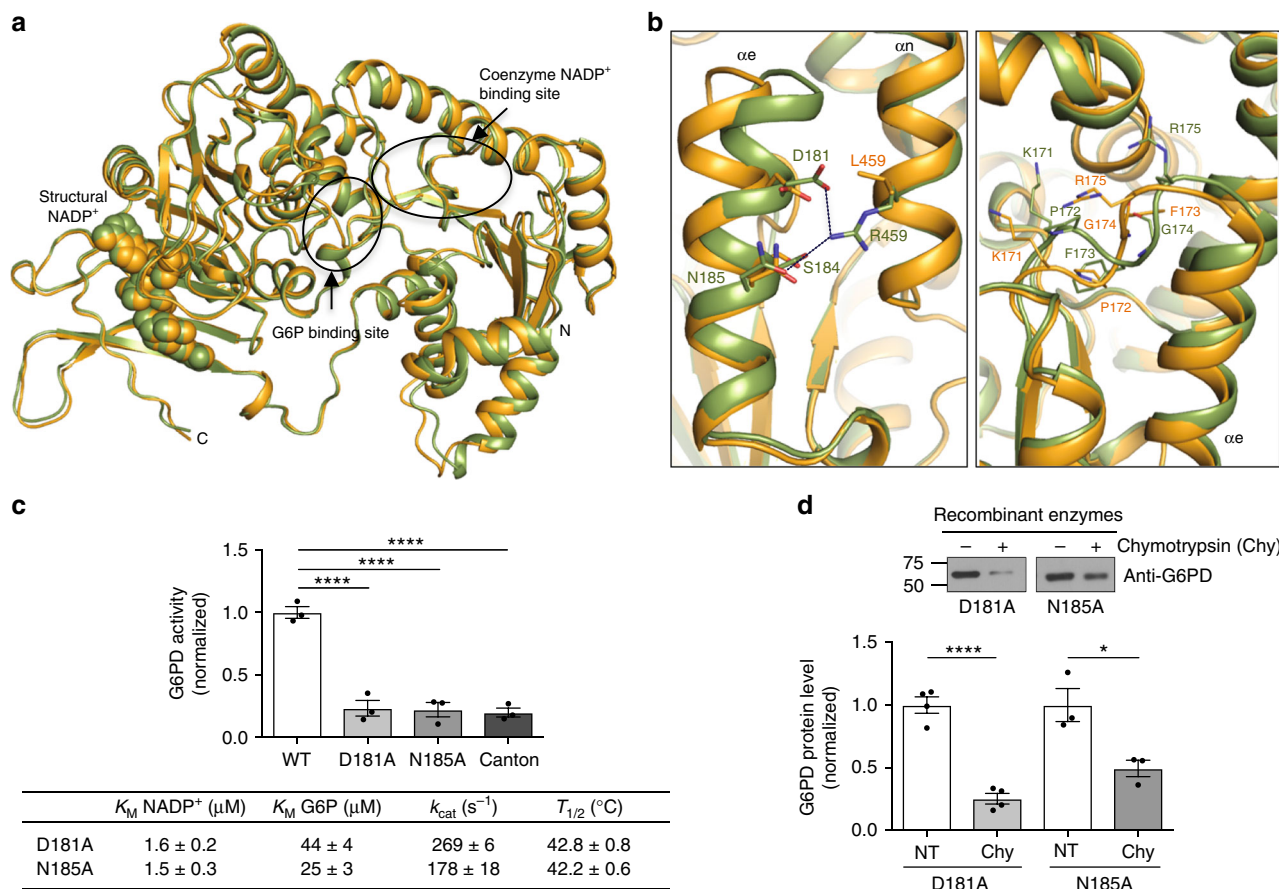 a
Coenzyme NADP⁺
binding site
Structural
NADP⁺
G6P binding site
N
C
b
αe
αn
D181
L459
R459
N185
S184
R175
K171
R175
P172
G174
F173
G174
K171
F173
P172
αe
c
****
****
****
1.5
1.0
0.5
0.0
G6PD activity
(normalized)
WT D181A N185A Canton
K_M NADP⁺ (μM) K_M G6P (μM) k_cat (s⁻¹) T_1/2 (°C)
D181A 1.6 ± 0.2 44 ± 4 269 ± 6 42.8 ± 0.8
N185A 1.5 ± 0.3 25 ± 3 178 ± 18 42.2 ± 0.6
d
Recombinant enzymes
– + – + Chymotrypsin (Chy)
75
50
Anti-G6PD
D181A N185A
**** *
1.5
1.0
0.5
0.0
G6PD protein level
(normalized)
NT Chy NT Chy
D181A N185A